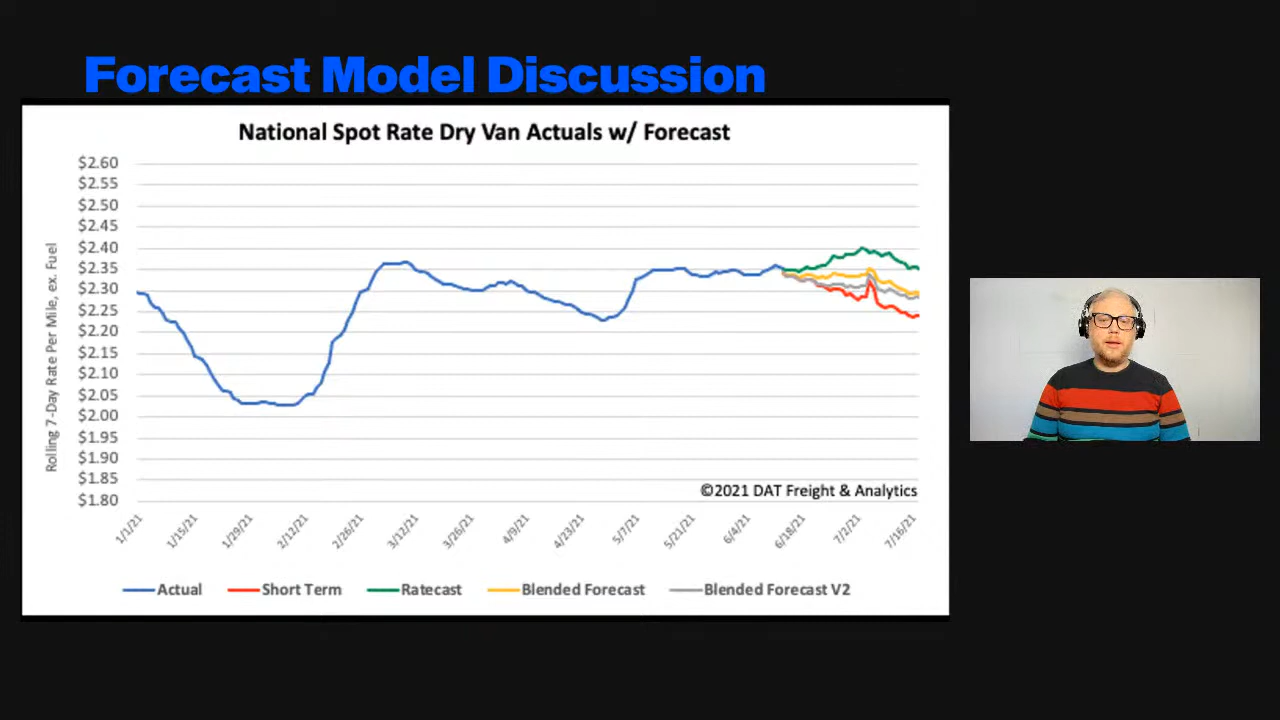 Forecast Model Discussion
National Spot Rate Dry Van Actuals w/ Forecast
Rolling 7-Day Rate Per Mile, ex. Fuel
$2.60
$2.55
$2.50
$2.45
$2.40
$2.35
$2.30
$2.25
$2.20
$2.15
$2.10
$2.05
$2.00
$1.95
$1.90
$1.85
$1.80
©2021 DAT Freight & Analytics
1/1/21 1/15/21 1/29/21 2/12/21 2/26/21 3/12/21 3/26/21 4/9/21 4/23/21 5/7/21 5/21/21 6/4/21 6/18/21 7/2/21 7/16/21
Actual Short Term Ratecast Blended Forecast Blended Forecast V2